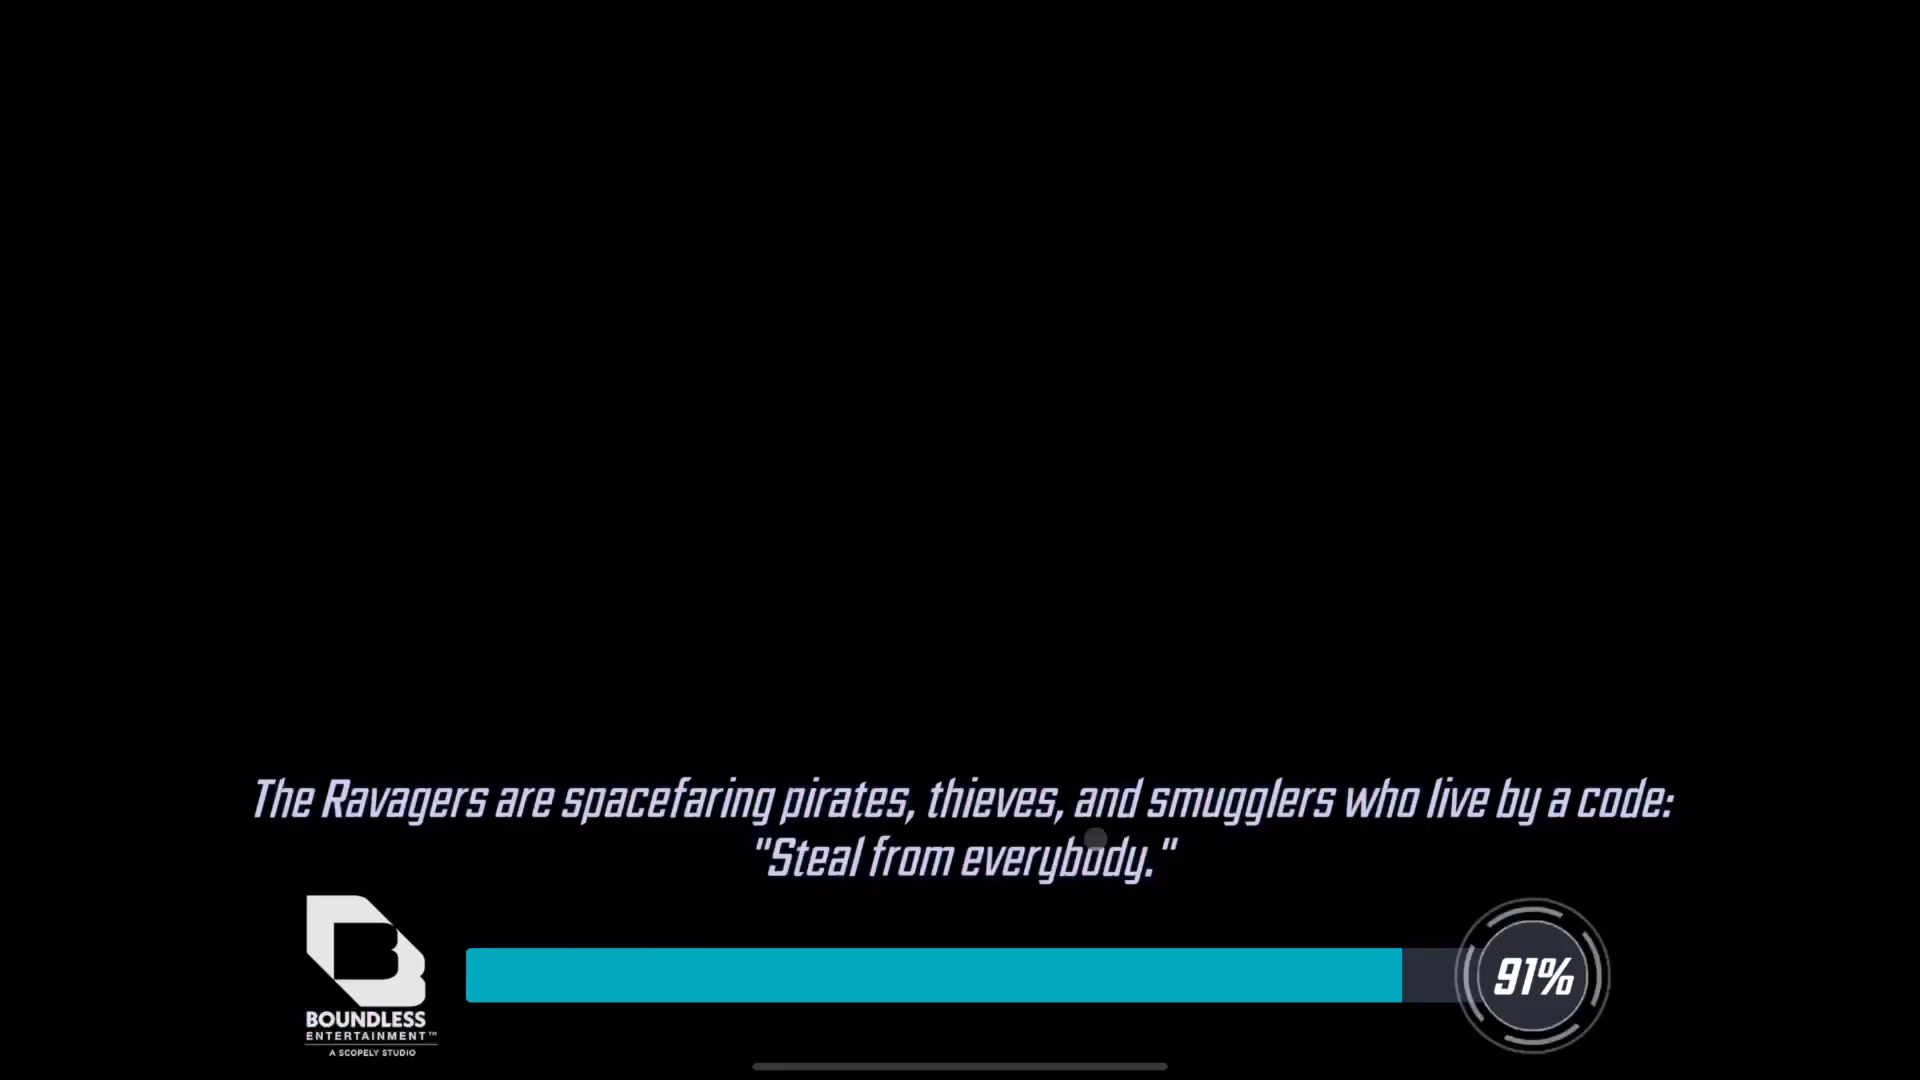 The Ravagers are spacefaring pirates, thieves, and smugglers who live by a code:
"Steal from everybody."
91%
BOUNDLESS
ENTERTAINMENT™
A SCOPELY STUDIO